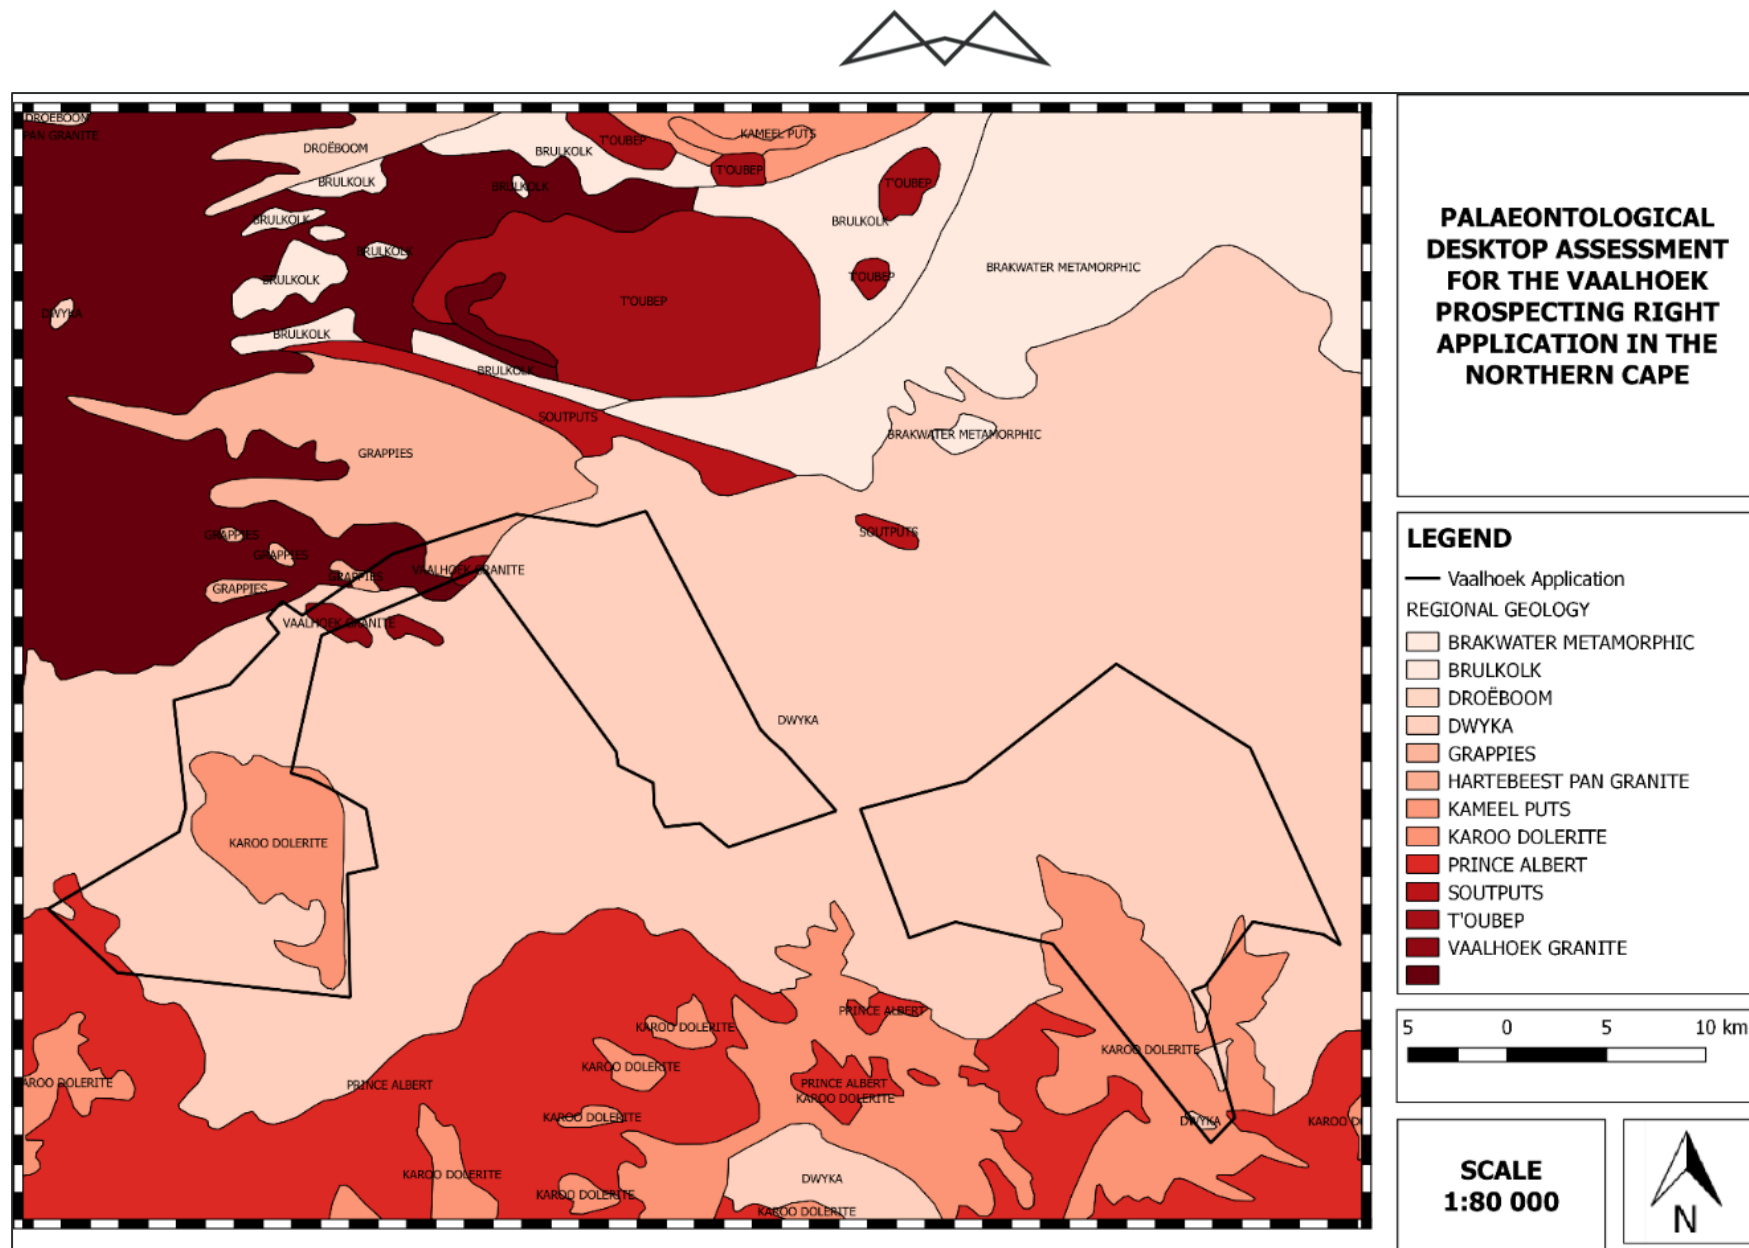 DROËBOOM
PAN GRANITE
DROËBOOM
BRULKOLK
BRULKOLK
T'OUBEP
KAMEEL PUTS
T'OUBEP
T'OUBEP
BRULKOLK
BRULKOLK
BRULKOLK
BRULKOLK
BRULKOLK
BRULKOLK
T'OUBEP
BRAKWATER METAMORPHIC
DWYKA
T'OUBEP
BRULKOLK
BRULKOLK
SOUTPUTS
BRAKWATER METAMORPHIC
GRAPPIES
SOUTPUTS
GRAPPIES
GRAPPIES
GRAPPIES
GRAPPIES
VAALHOEK GRANITE
VAALHOEK GRANITE
DWYKA
KAROO DOLERITE
PRINCE ALBERT
KAROO DOLERITE
KAROO DOLERITE
KAROO DOLERITE
AROO DOLERITE
PRINCE ALBERT
PRINCE ALBERT
KAROO DOLERITE
KAROO DOLERITE
DWYKA
KAROO D
KAROO DOLERITE
DWYKA
KAROO DOLERITE
KAROO DOLERITE
PALAEONTOLOGICAL
DESKTOP ASSESSMENT
FOR THE VAALHOEK
PROSPECTING RIGHT
APPLICATION IN THE
NORTHERN CAPE
LEGEND
Vaalhoek Application
REGIONAL GEOLOGY
BRAKWATER METAMORPHIC
BRULKOLK
DROËBOOM
DWYKA
GRAPPIES
HARTEBEEST PAN GRANITE
KAMEEL PUTS
KAROO DOLERITE
PRINCE ALBERT
SOUTPUTS
T'OUBEP
VAALHOEK GRANITE
5 0 5 10 km
SCALE
1:80 000
N